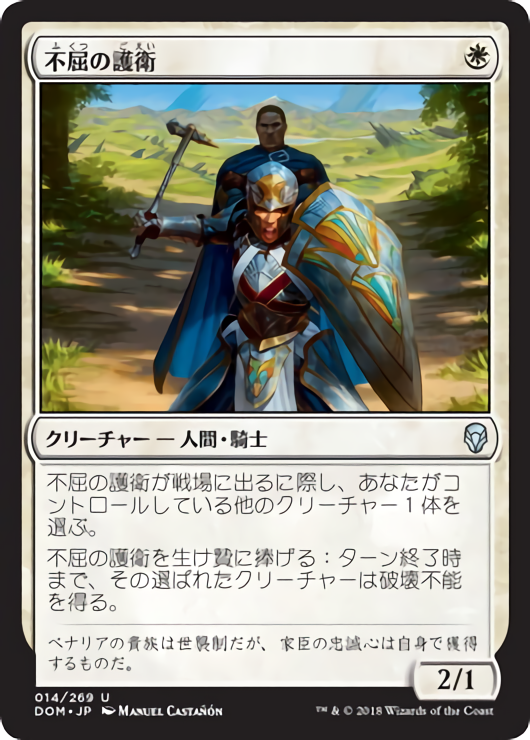 ふくつ ごえい
不屈の護衛
クリーチャー — 人間・騎士
不屈の護衛が戦場に出るに際し、あなたがコ
ントロールしている他のクリーチャー１体を
選ぶ。
不屈の護衛を生け贄に捧げる：ターン終了時
まで、その選ばれたクリーチャーは破壊不能
を得る。
ベナリアの貴族は世襲制だが、家臣の忠誠心は自身で獲得
するものだ。
2/1
014/269 U
DOM • JP Manuel Castañón
™ & © 2018 Wizards of the Coast